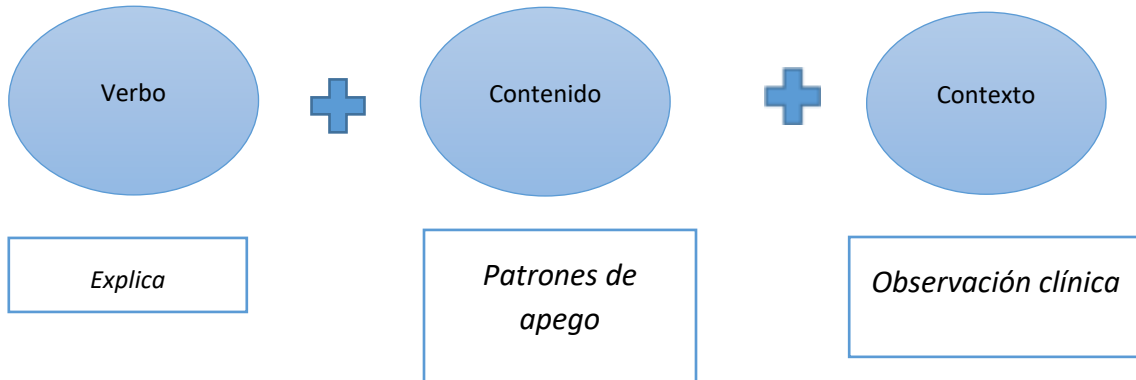 Verbo
Contenido
Contexto
Explica
Patrones de
apego
Observación clínica